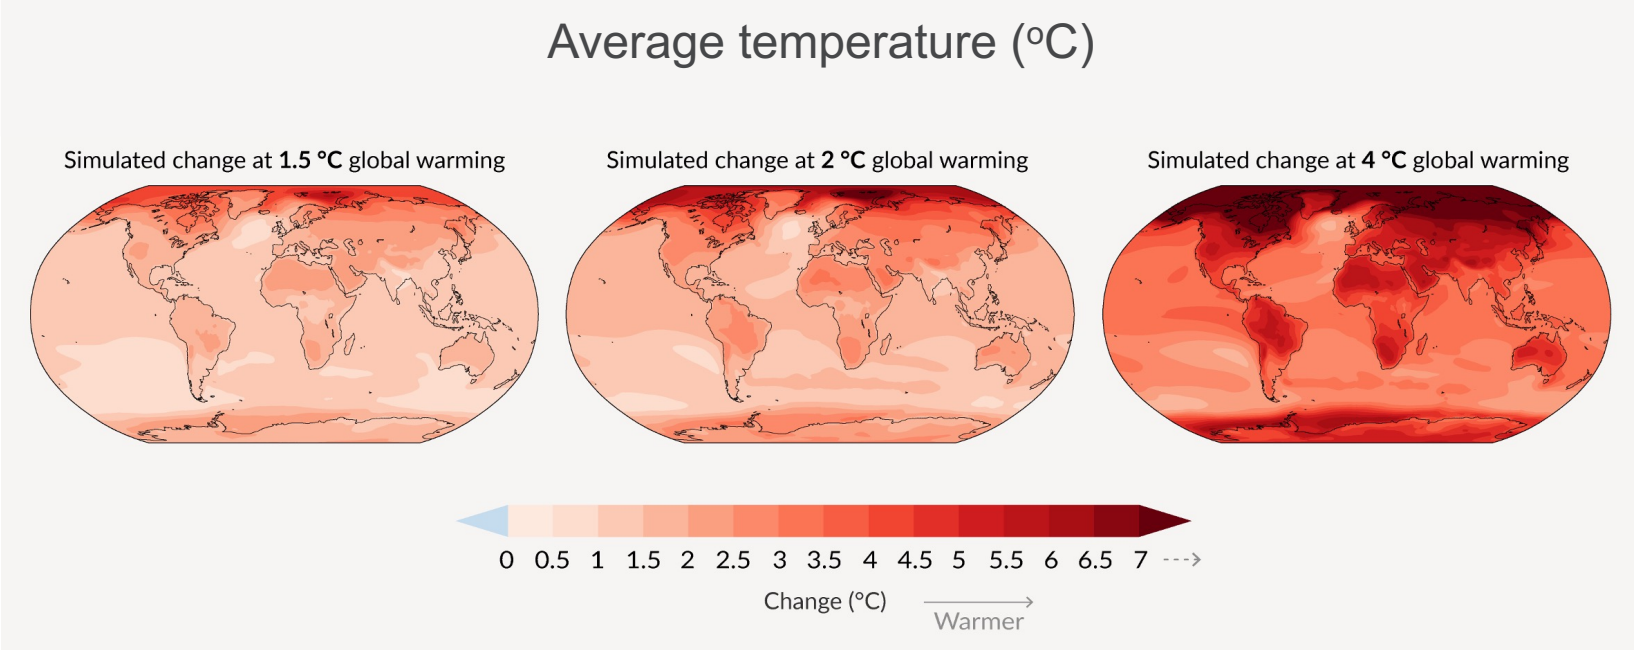 Average temperature (ºC)
Simulated change at 1.5 °C global warming
Simulated change at 2 °C global warming
Simulated change at 4 °C global warming
0 0.5 1 1.5 2 2.5 3 3.5 4 4.5 5 5.5 6 6.5 7
Change (°C)
Warmer